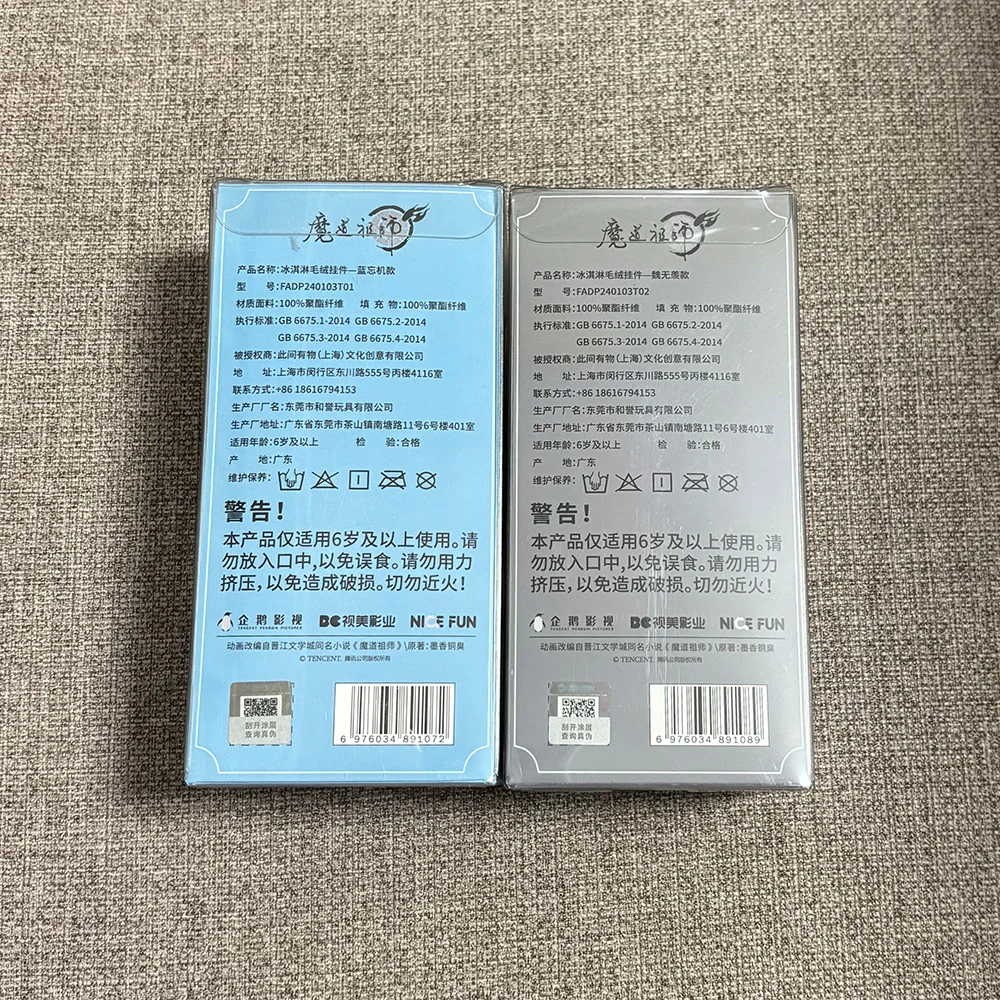 魔道祖师
产品名称:冰淇淋毛绒挂件—蓝忘机款
型 号:FADP240103T01
材质面料:100%聚酯纤维 填 充 物:100%聚酯纤维
执行标准:GB 6675.1-2014 GB 6675.2-2014
GB 6675.3-2014 GB 6675.4-2014
被授权商:此间有物(上海)文化创意有限公司
地 址:上海市闵行区东川路555号丙楼4116室
联系方式:+86 18616794153
生产厂厂名:东莞市和誉玩具有限公司
生产厂地址:广东省东莞市茶山镇南塘路11号6号楼401室
适用年龄:6岁及以上 检 验:合格
产 地:广东
维护保养:
警告!
本产品仅适用6岁及以上使用。请
勿放入口中,以免误食。请勿用力
挤压,以免造成破损。切勿近火!
企鹅影视
TENCENT PENGUIN PICTURES
BC视美影业
NICE FUN
动画改编自晋江文学城同名小说《魔道祖师》\原著:墨香铜臭
© TENCENT. 腾讯公司版权所有
刮开涂层
查询真伪
6 976034 891072
魔道祖师
产品名称:冰淇淋毛绒挂件—魏无羡款
型 号:FADP240103T02
材质面料:100%聚酯纤维 填 充 物:100%聚酯纤维
执行标准:GB 6675.1-2014 GB 6675.2-2014
GB 6675.3-2014 GB 6675.4-2014
被授权商:此间有物(上海)文化创意有限公司
地 址:上海市闵行区东川路555号丙楼4116室
联系方式:+86 18616794153
生产厂厂名:东莞市和誉玩具有限公司
生产厂地址:广东省东莞市茶山镇南塘路11号6号楼401室
适用年龄:6岁及以上 检 验:合格
产 地:广东
维护保养:
警告!
本产品仅适用6岁及以上使用。请
勿放入口中,以免误食。请勿用力
挤压,以免造成破损。切勿近火!
企鹅影视
TENCENT PENGUIN PICTURES
BC视美影业
NICE FUN
动画改编自晋江文学城同名小说《魔道祖师》\原著:墨香铜臭
© TENCENT. 腾讯公司版权所有
刮开涂层
查询真伪
6 976034 891089